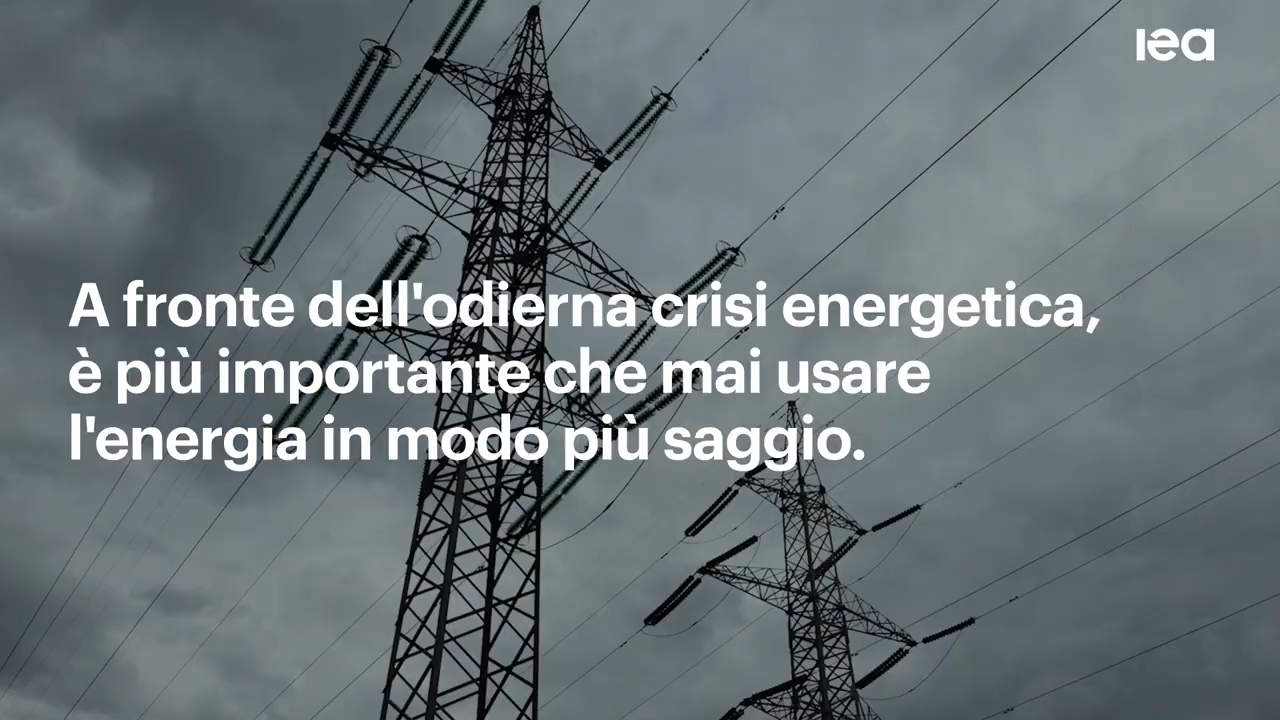 iea
A fronte dell'odierna crisi energetica,
è più importante che mai usare
l'energia in modo più saggio.